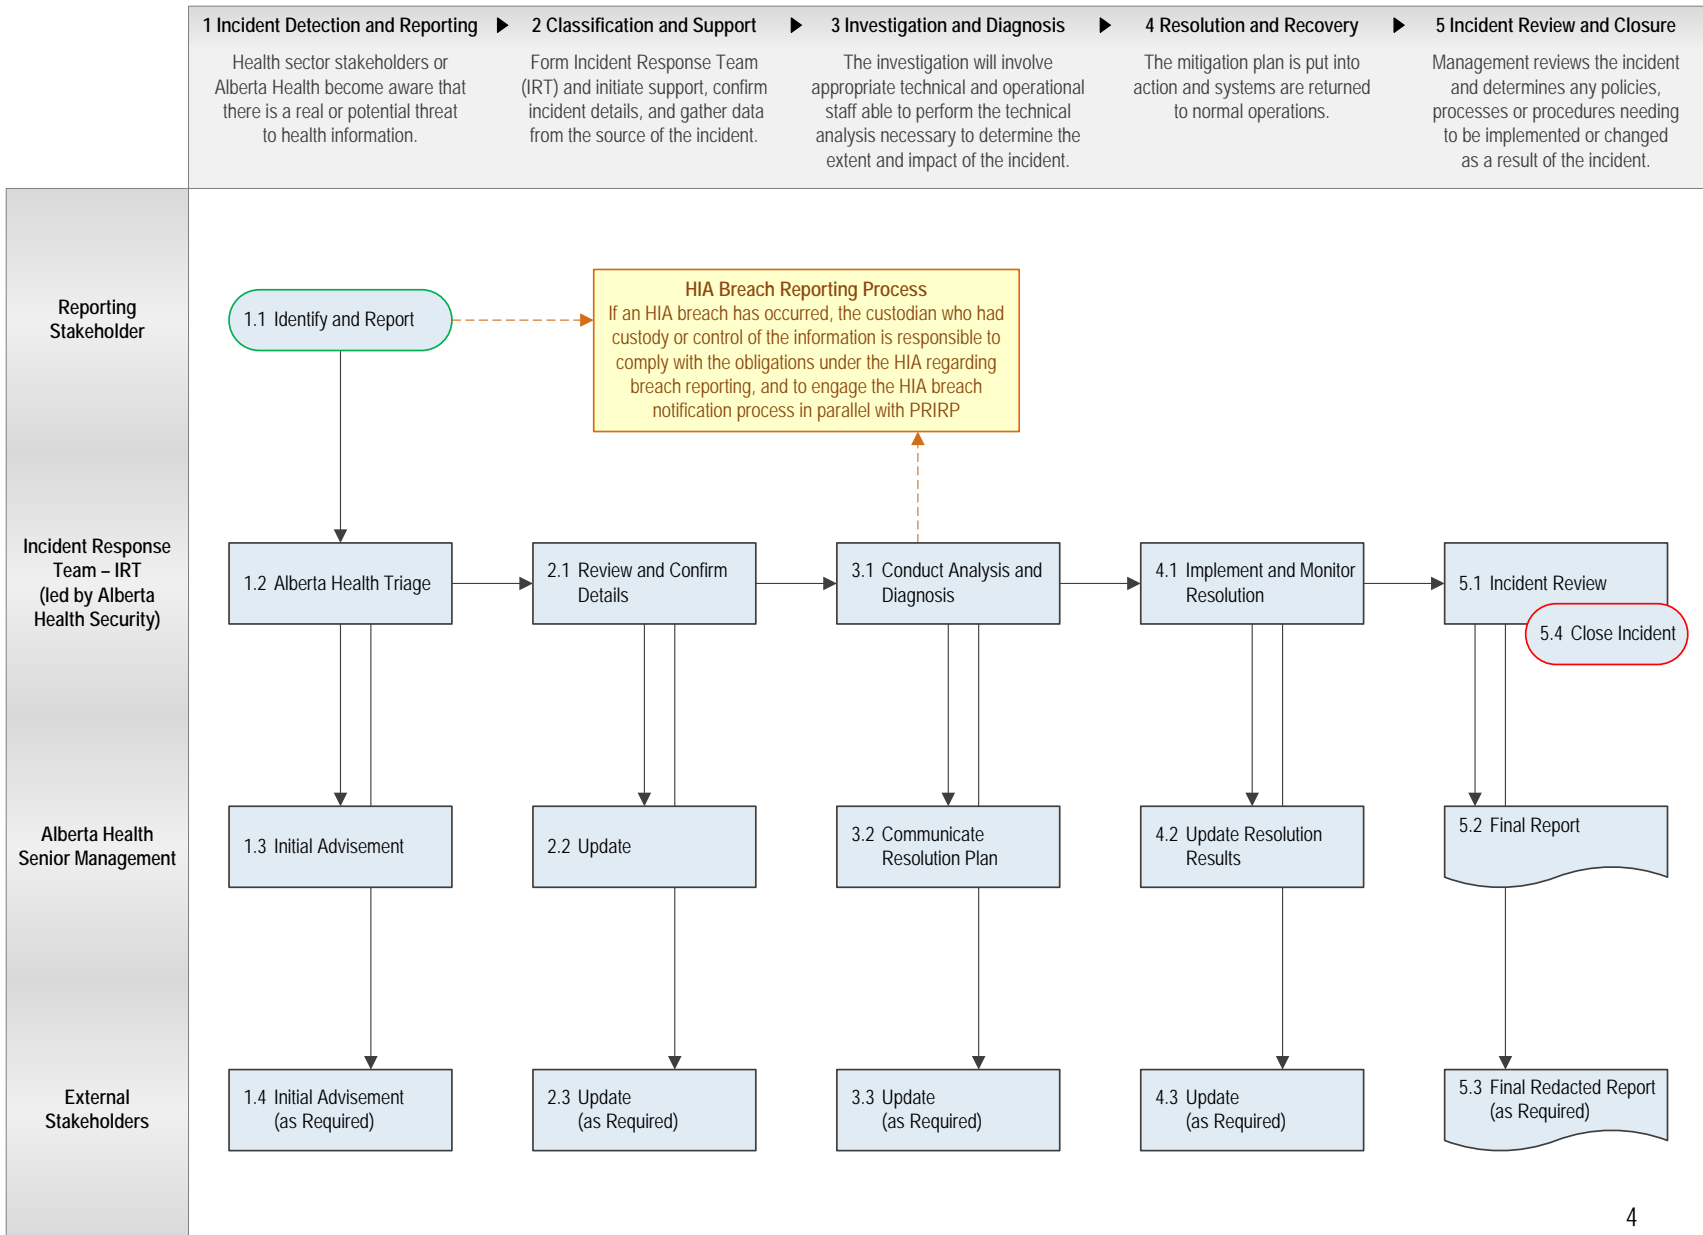 1 Incident Detection and Reporting
2 Classification and Support
3 Investigation and Diagnosis
4 Resolution and Recovery
5 Incident Review and Closure
Health sector stakeholders or
Alberta Health become aware that
there is a real or potential threat
to health information.
Form Incident Response Team
(IRT) and initiate support, confirm
incident details, and gather data
from the source of the incident.
The investigation will involve
appropriate technical and operational
staff able to perform the technical
analysis necessary to determine the
extent and impact of the incident.
The mitigation plan is put into
action and systems are returned
to normal operations.
Management reviews the incident
and determines any policies,
processes or procedures needing
to be implemented or changed
as a result of the incident.
Reporting
Stakeholder
1.1 Identify and Report
HIA Breach Reporting Process
If an HIA breach has occurred, the custodian who had
custody or control of the information is responsible to
comply with the obligations under the HIA regarding
breach reporting, and to engage the HIA breach
notification process in parallel with PRIRP
Incident Response
Team – IRT
(led by Alberta
Health Security)
1.2 Alberta Health Triage
2.1 Review and Confirm
Details
3.1 Conduct Analysis and
Diagnosis
4.1 Implement and Monitor
Resolution
5.1 Incident Review
5.4 Close Incident
Alberta Health
Senior Management
1.3 Initial Advisement
2.2 Update
3.2 Communicate
Resolution Plan
4.2 Update Resolution
Results
5.2 Final Report
External
Stakeholders
1.4 Initial Advisement
(as Required)
2.3 Update
(as Required)
3.3 Update
(as Required)
4.3 Update
(as Required)
5.3 Final Redacted Report
(as Required)
4